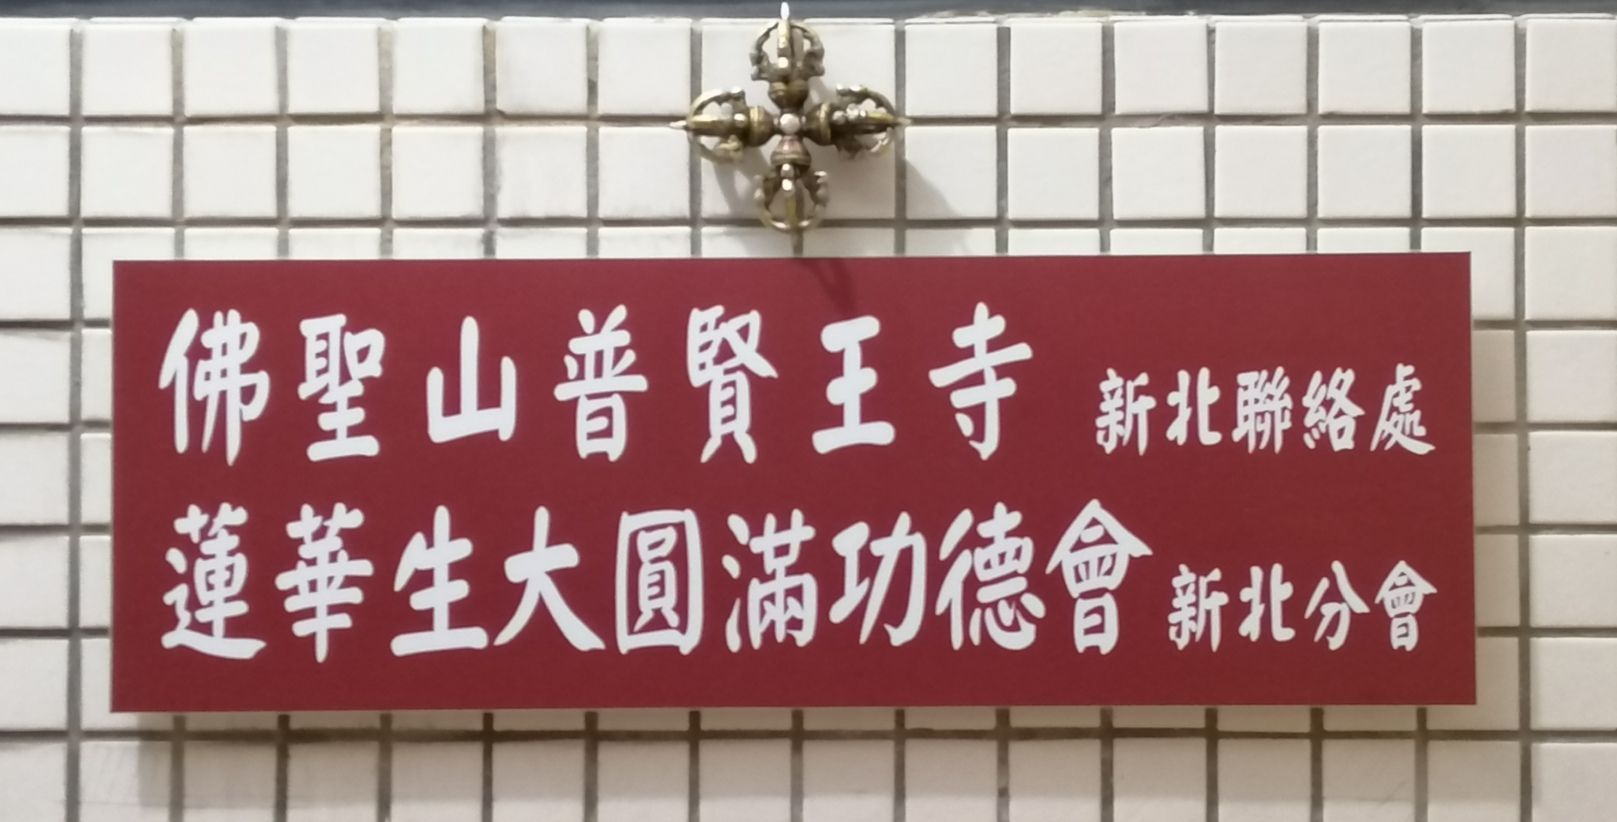 佛聖山普賢王寺 新北聯絡處
蓮華生大圓滿功德會 新北分會